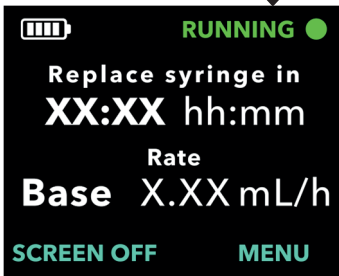 RUNNING
Replace syringe in
XX:XX hh:mm
Rate
Base X.XX mL/h
SCREEN OFF MENU